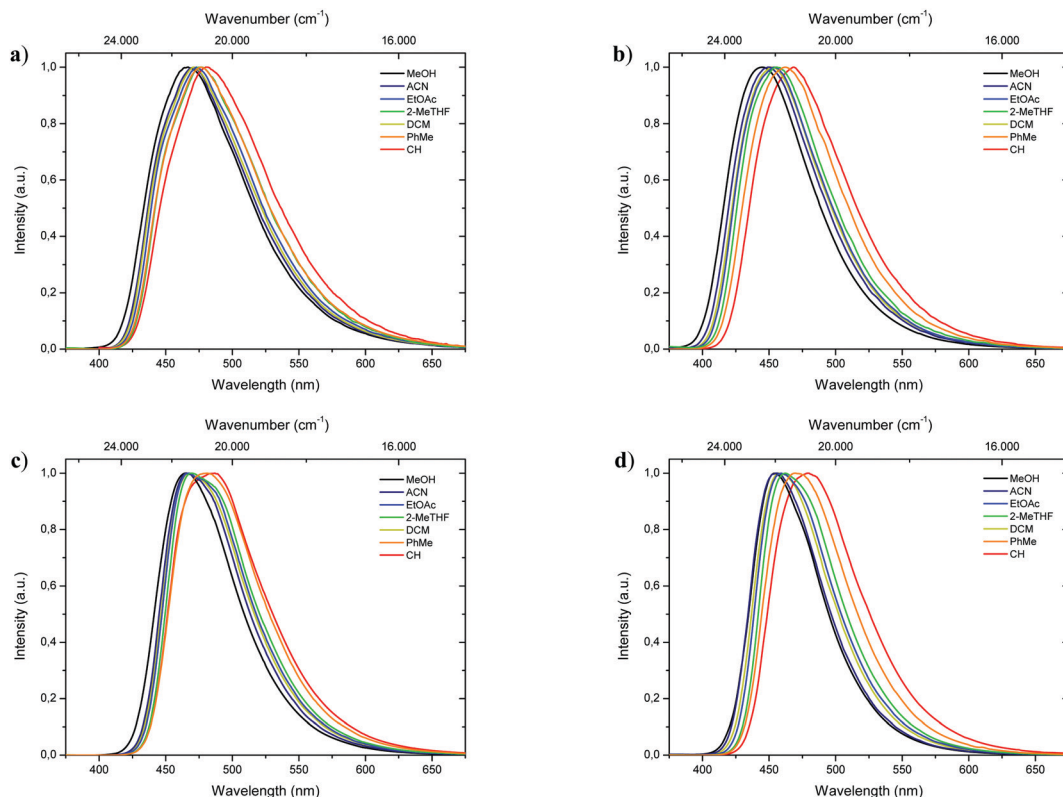 a)
Wavenumber (cm-1)
24.000 20.000 16.000
1,0
0,8
0,6
0,4
0,2
0,0
Intensity (a.u.)
MeOH
ACN
EtOAc
2-MeTHF
DCM
PhMe
CH
400 450 500 550 600 650
Wavelength (nm)
b)
Wavenumber (cm-1)
24.000 20.000 16.000
1,0
0,8
0,6
0,4
0,2
0,0
Intensity (a.u.)
MeOH
ACN
EtOAc
2-MeTHF
DCM
PhMe
CH
400 450 500 550 600 650
Wavelength (nm)
c)
Wavenumber (cm-1)
24.000 20.000 16.000
1,0
0,8
0,6
0,4
0,2
0,0
Intensity (a.u.)
MeOH
ACN
EtOAc
2-MeTHF
DCM
PhMe
CH
400 450 500 550 600 650
Wavelength (nm)
d)
Wavenumber (cm-1)
24.000 20.000 16.000
1,0
0,8
0,6
0,4
0,2
0,0
Intensity (a.u.)
MeOH
ACN
EtOAc
2-MeTHF
DCM
PhMe
CH
400 450 500 550 600 650
Wavelength (nm)